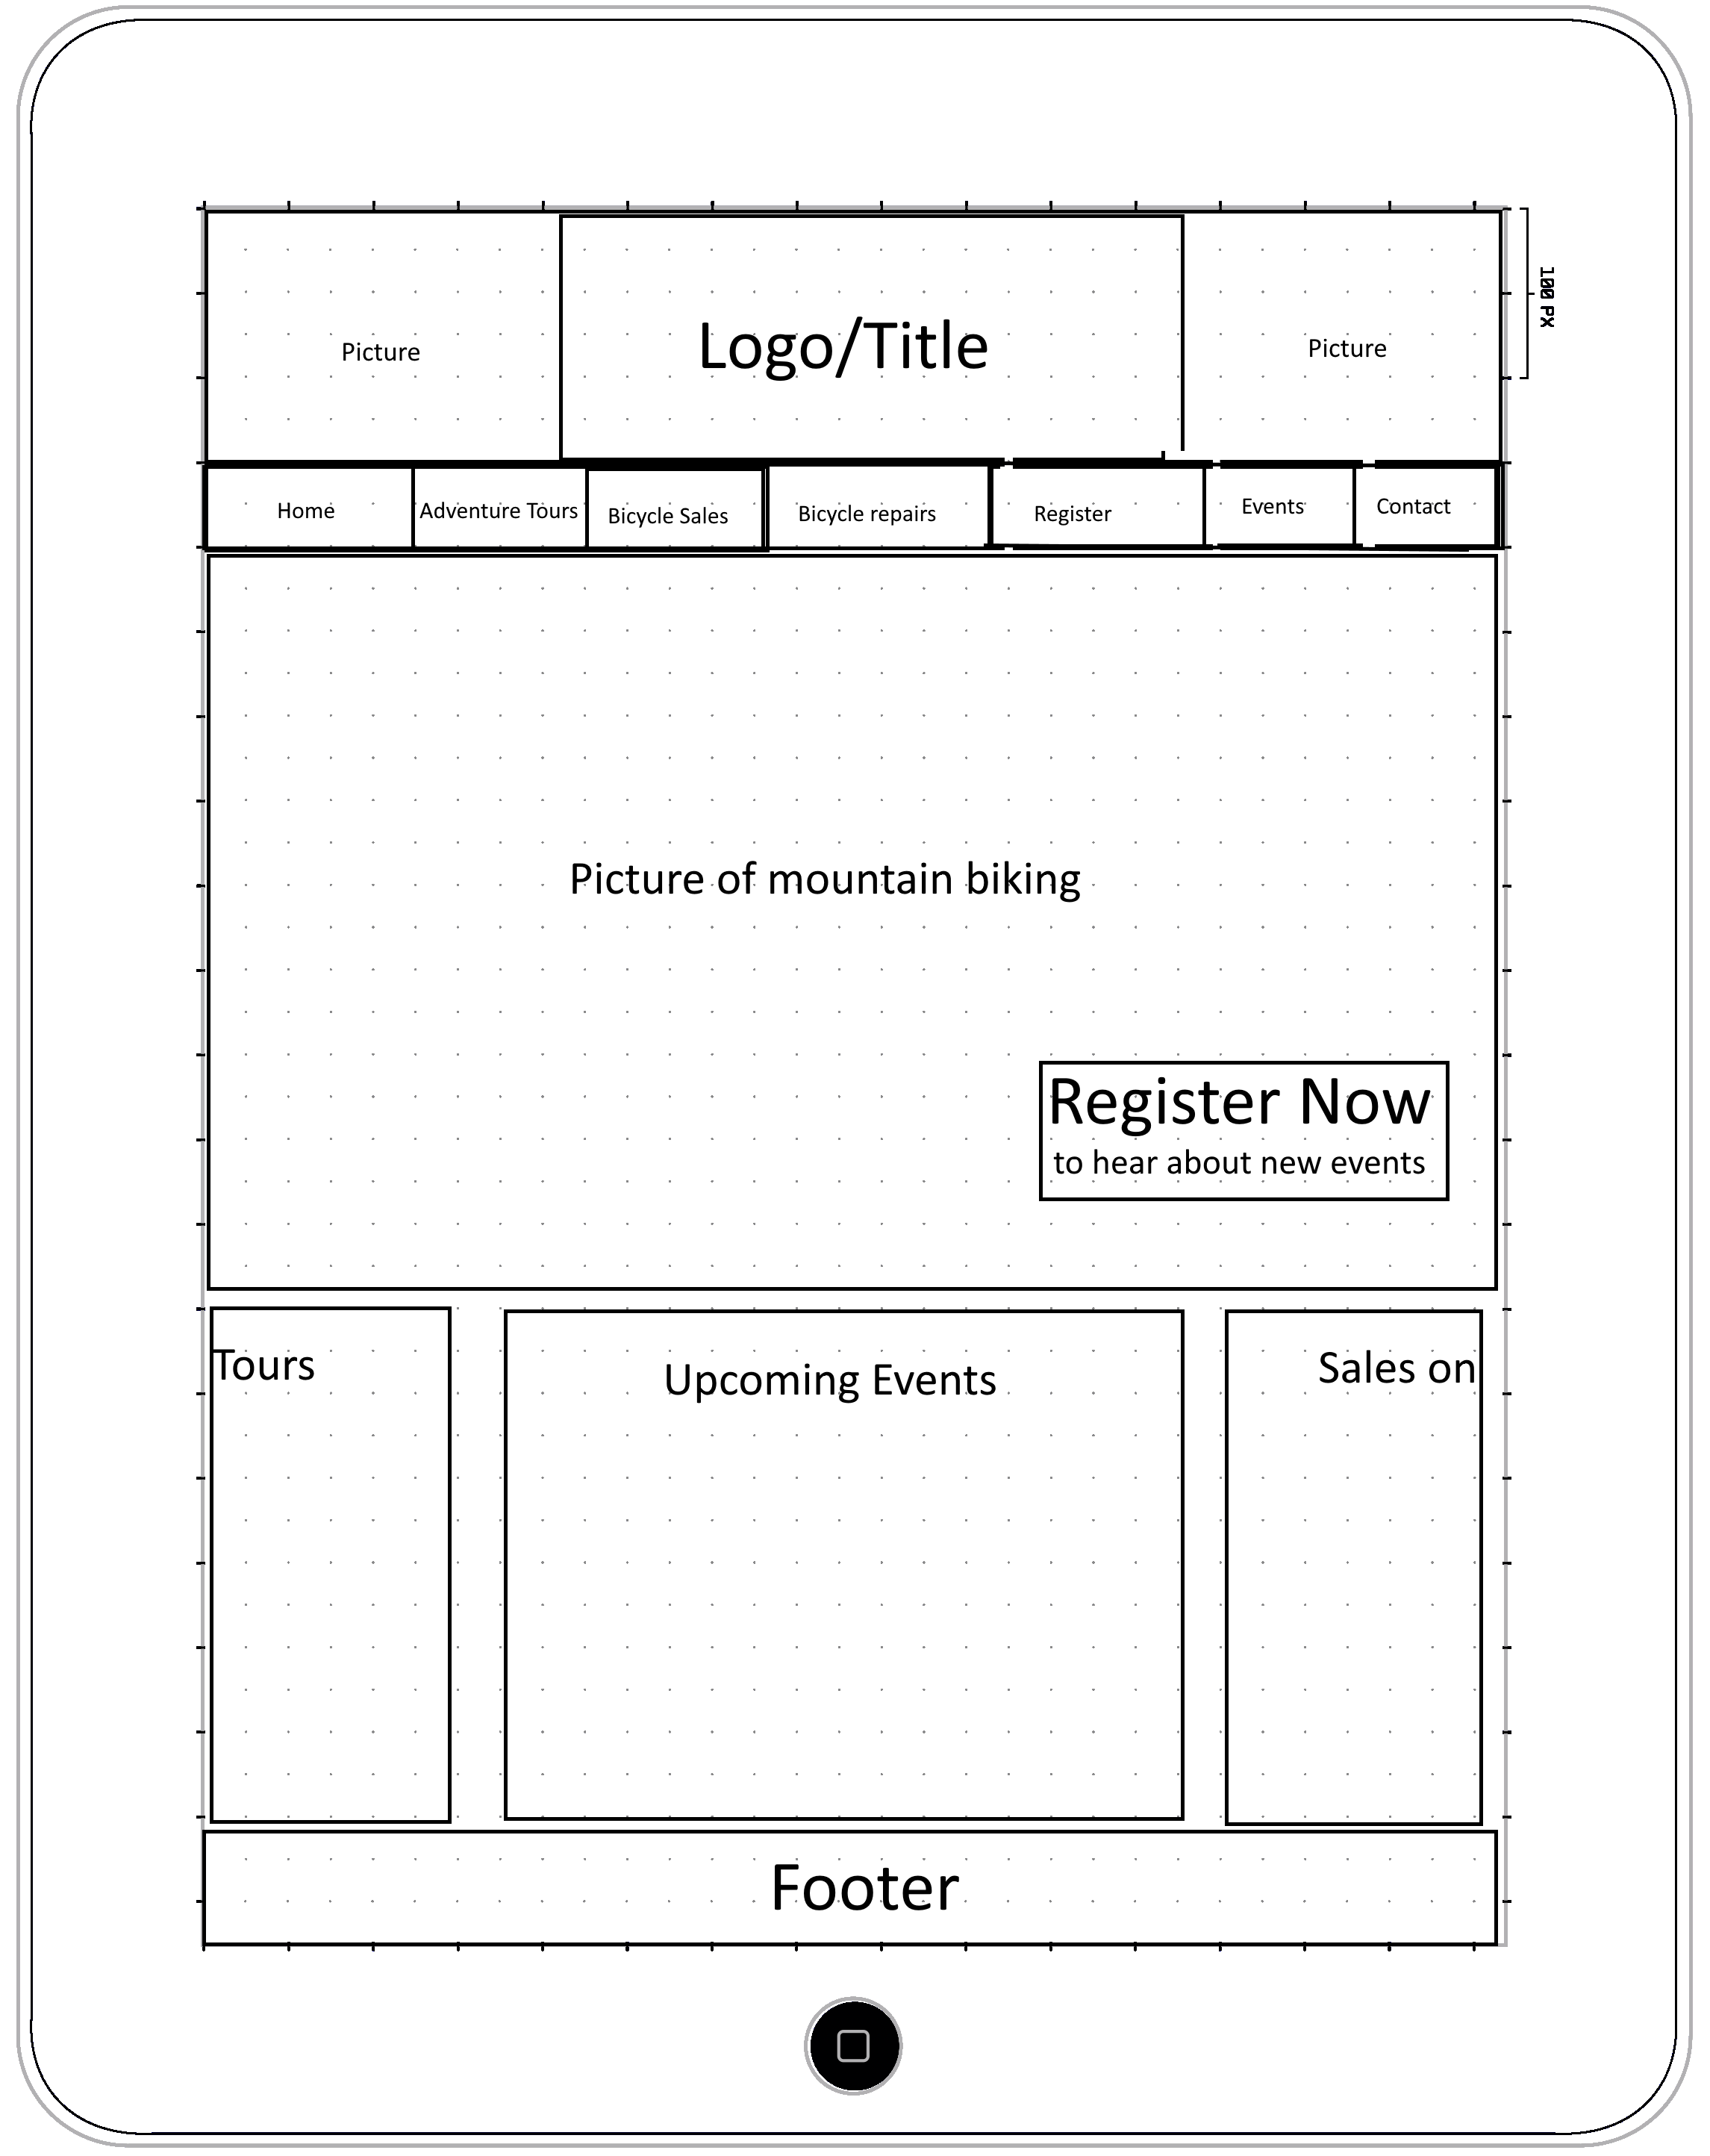 Picture
Logo/Title
Picture
100 PX
Home
Adventure Tours
Bicycle Sales
Bicycle repairs
Register
Events
Contact
Picture of mountain biking
Register Now
to hear about new events
Tours
Upcoming Events
Sales on
Footer